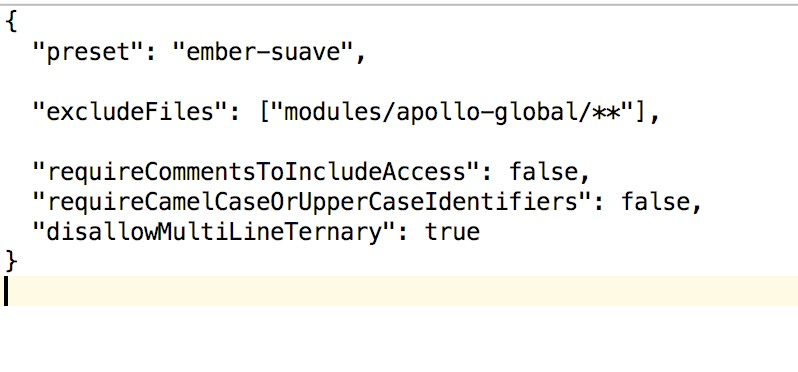 {
  "preset": "ember-suave",
  "excludeFiles": ["modules/apollo-global/**"],
  "requireCommentsToIncludeAccess": false,
  "requireCamelCaseOrUpperCaseIdentifiers": false,
  "disallowMultiLineTernary": true
}